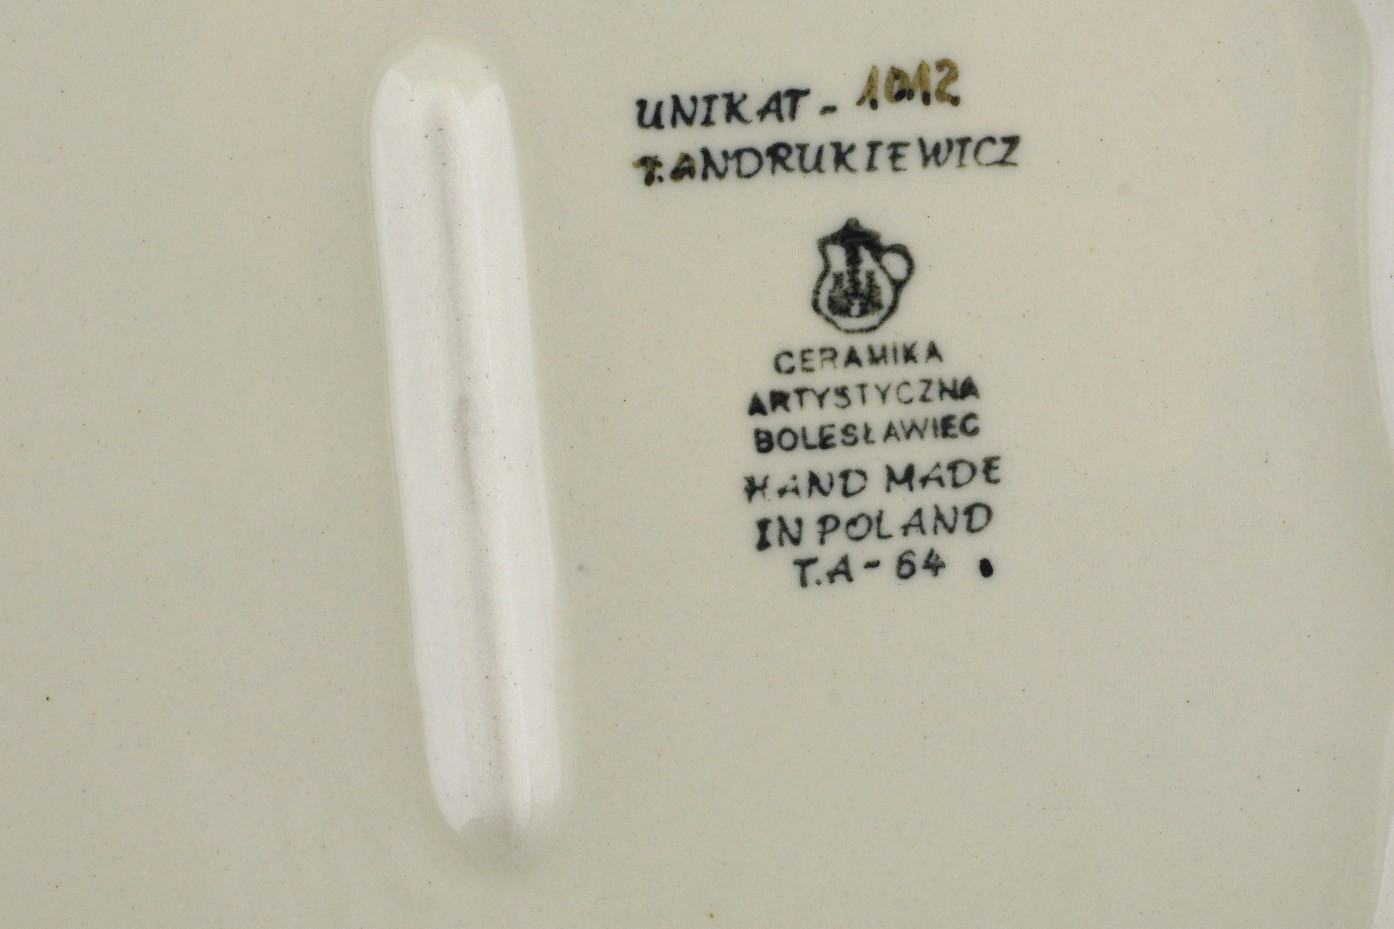 UNIKAT - 1012
T.ANDRUKIEWICZ
CERAMIKA
ARTYSTYCZNA
BOLESŁAWIEC
HAND MADE
IN POLAND
T.A - 64 .